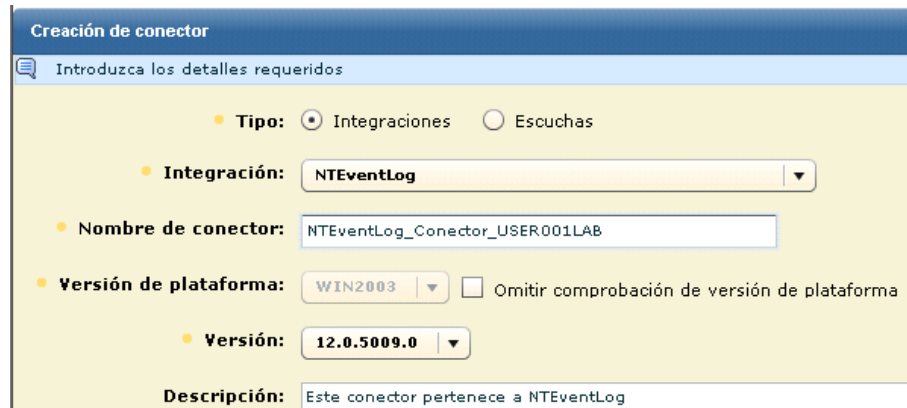 Creación de conector
Introduzca los detalles requeridos
Tipo: Integraciones Escuchas
Integración: NTEventLog
Nombre de conector: NTEventLog_Conector_USER001LAB
Versión de plataforma: WIN2003 Omitir comprobación de versión de plataforma
Versión: 12.0.5009.0
Descripción: Este conector pertenece a NTEventLog